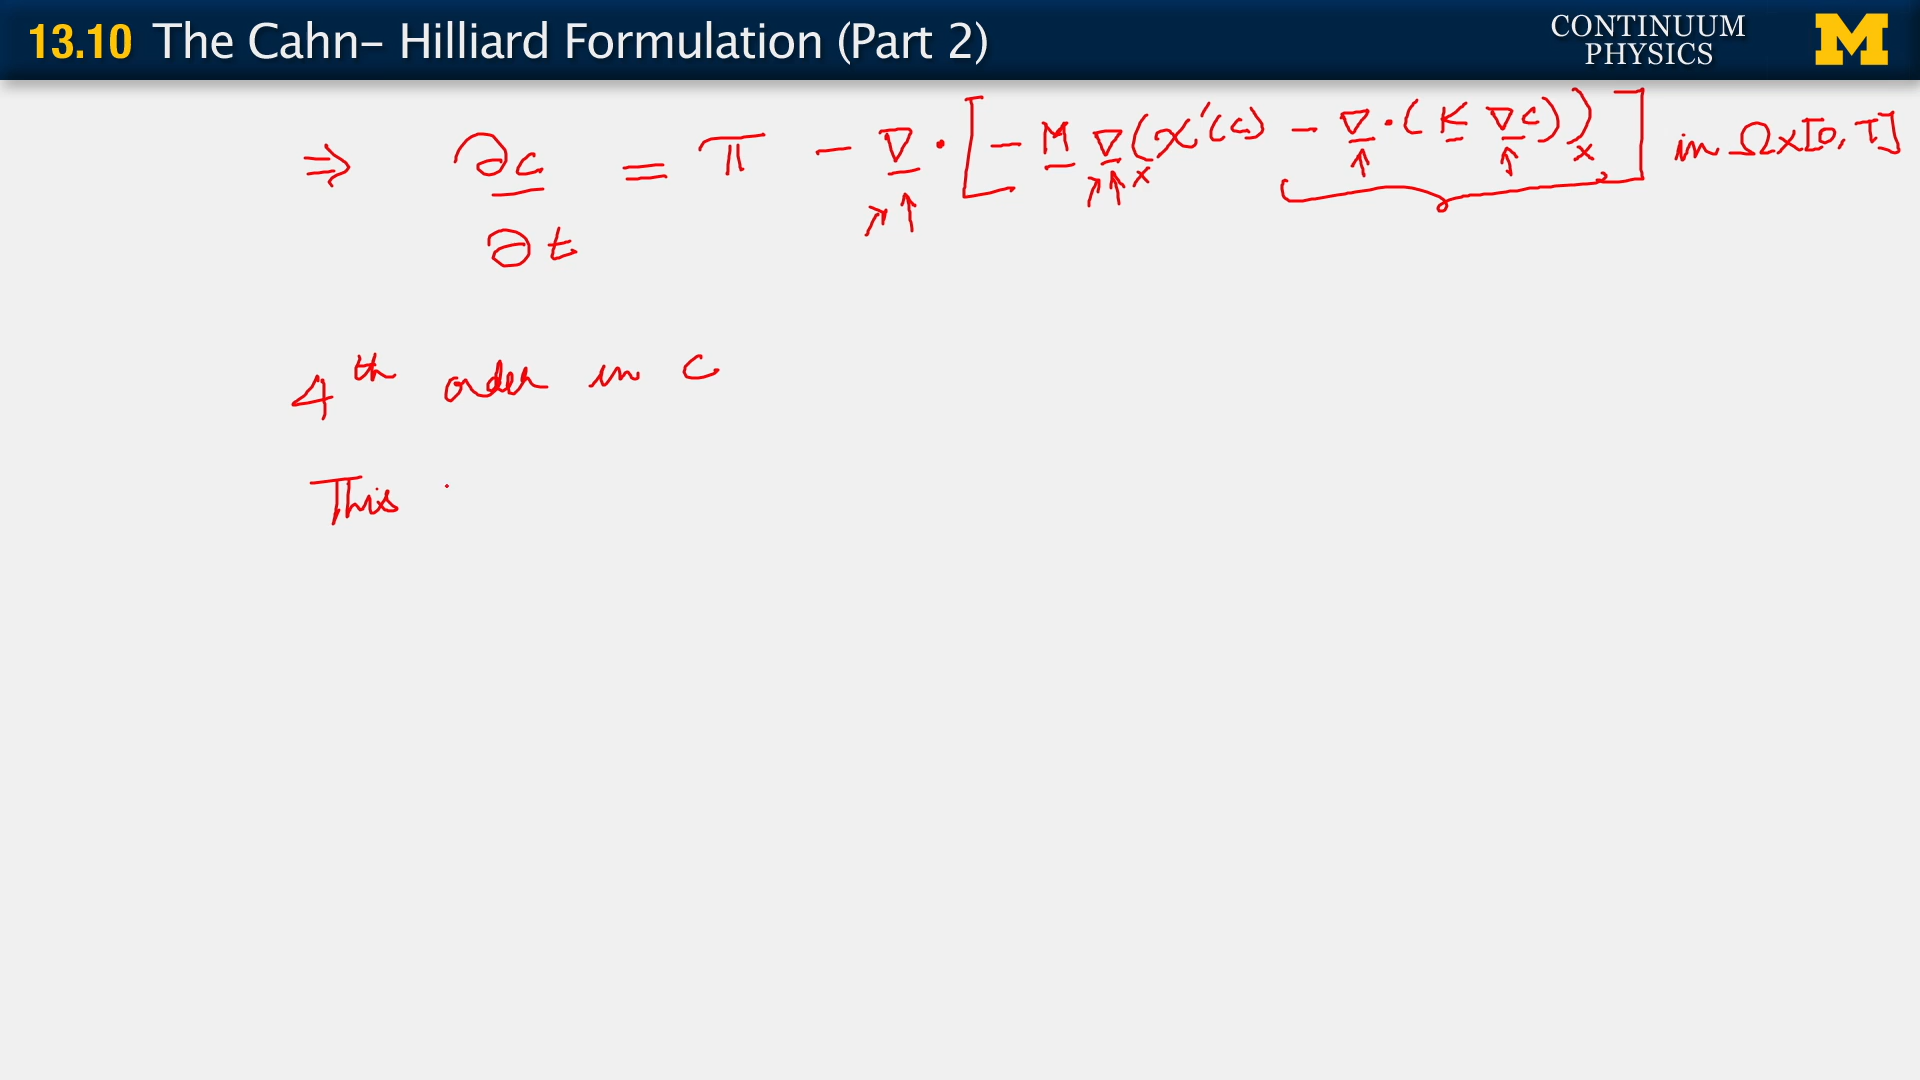 13.10 The Cahn– Hilliard Formulation (Part 2)
CONTINUUM
PHYSICS
M
⇒ ∂c/∂t = π − ∇ · [ − M ∇ (χ'(c) − ∇ · (K ∇c)) ] in Ω×[0, T]
4th order in c
This